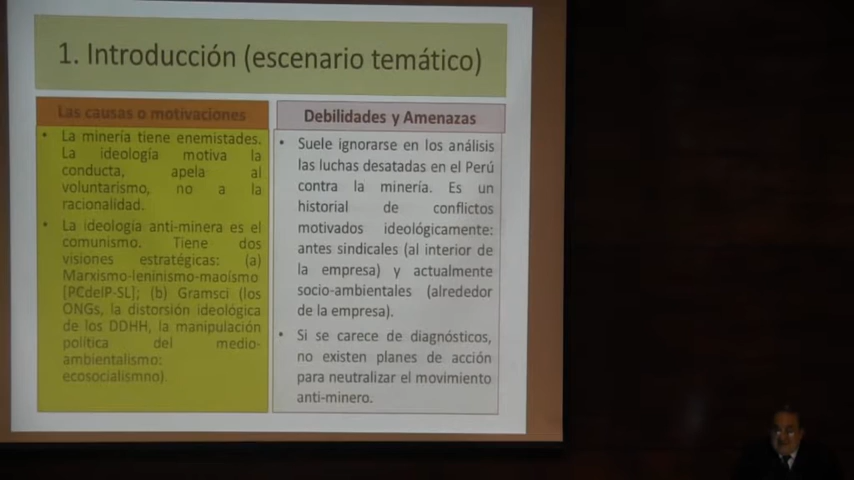 1. Introducción (escenario temático)
Las causas o motivaciones
• La minería tiene enemistades.
La ideología motiva la
conducta, apela al
voluntarismo, no a la
racionalidad.
• La ideología anti-minera es el
comunismo. Tiene dos
visiones estratégicas: (a)
Marxismo-leninismo-maoísmo
[PCdelP-SL]; (b) Gramsci (los
ONGs, la distorsión ideológica
de los DDHH, la manipulación
política del medio-
ambientalismo:
ecosocialismno)
Debilidades y Amenazas
• Suele ignorarse en los análisis
las luchas desatadas en el Perú
contra la minería. Es un
historial de conflictos
motivados ideológicamente:
antes sindicales (al interior de
la empresa) y actualmente
socio-ambientales (alrededor
de la empresa).
• Si se carece de diagnósticos,
no existen planes de acción
para neutralizar el movimiento
anti-minero.